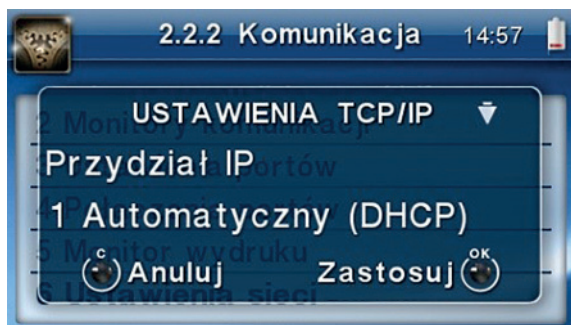 2.2.2 Komunikacja 14:57
USTAWIENIA TCP/IP
2 Monitory komunikacji
Przydział IP
portów
1 Automatyczny (DHCP)
5 Monitor wydruku
C Anuluj Zastosuj OK
6 Ustawienia sieci